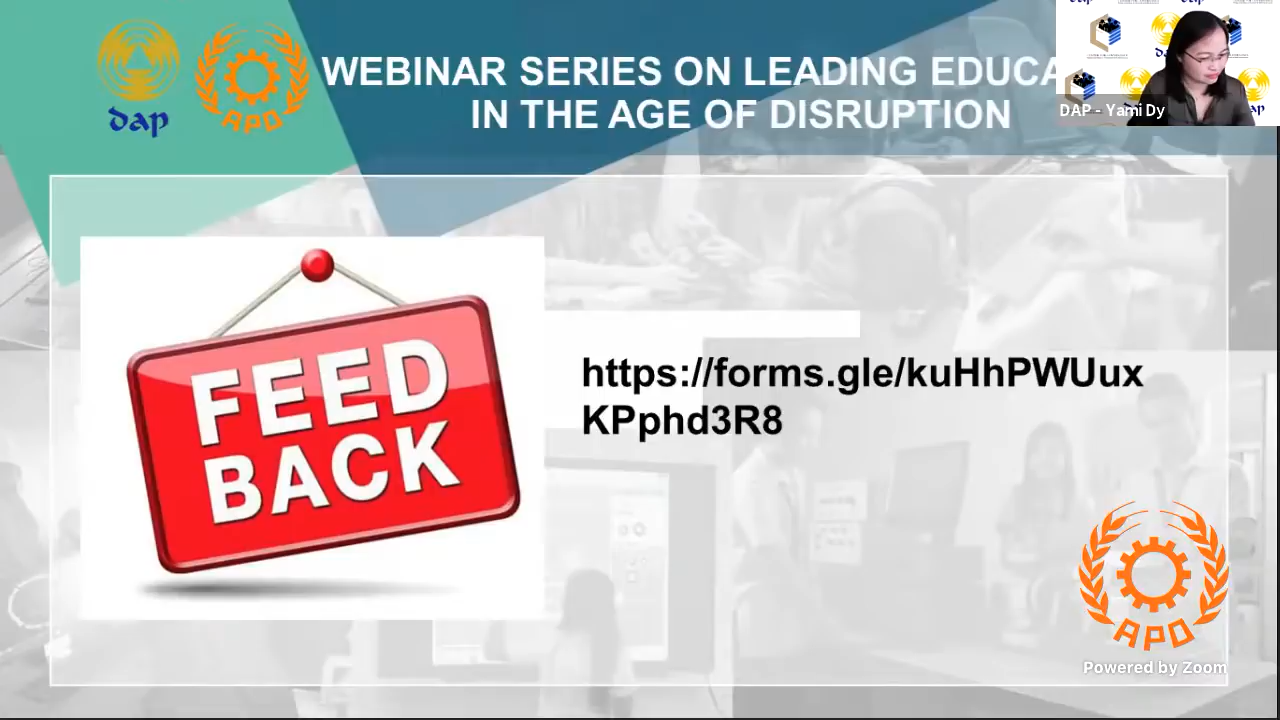 dap
APO
WEBINAR SERIES ON LEADING EDUCA
IN THE AGE OF DISRUPTION
DAP - Yami Dy
FEED
BACK
https://forms.gle/kuHhPWUux
KPphd3R8
APO
Powered by Zoom